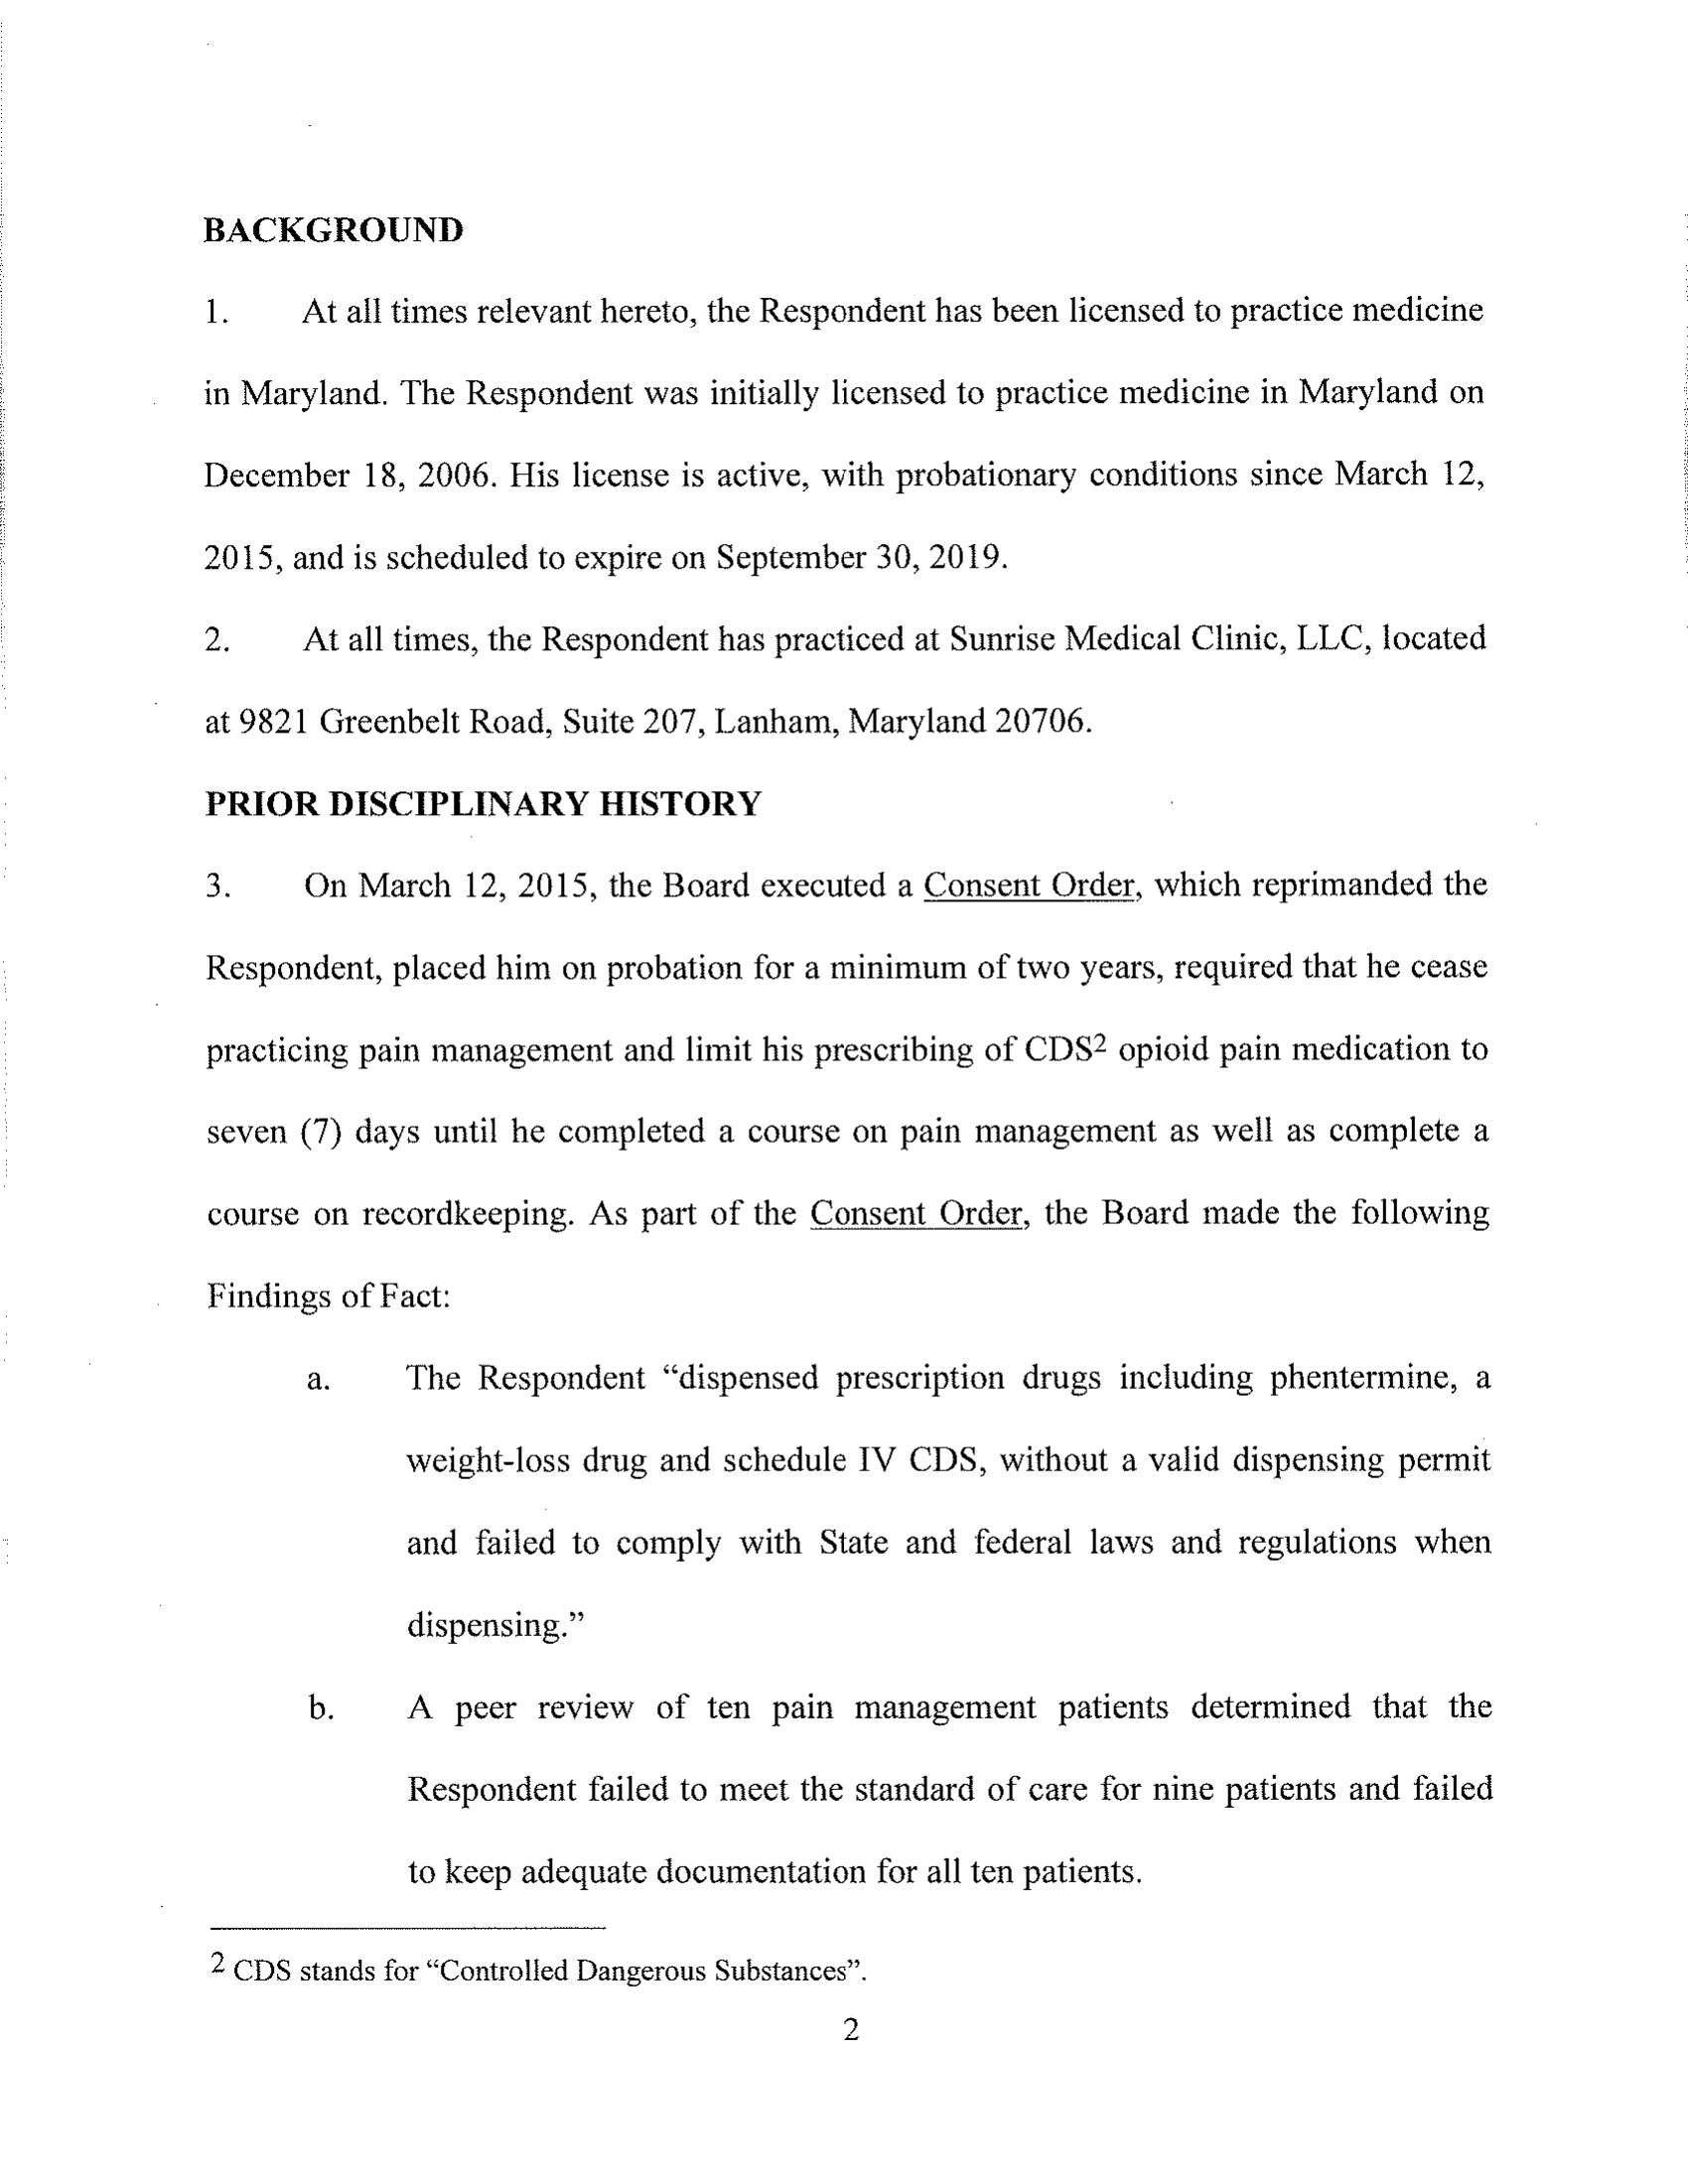 BACKGROUND
1. At all times relevant hereto, the Respondent has been licensed to practice medicine
in Maryland. The Respondent was initially licensed to practice medicine in Maryland on
December 18, 2006. His license is active, with probationary conditions since March 12,
2015, and is scheduled to expire on September 30, 2019.
2. At all times, the Respondent has practiced at Sunrise Medical Clinic, LLC, located
at 9821 Greenbelt Road, Suite 207, Lanham, Maryland 20706.
PRIOR DISCIPLINARY HISTORY
3. On March 12, 2015, the Board executed a Consent Order, which reprimanded the
Respondent, placed him on probation for a minimum of two years, required that he cease
practicing pain management and limit his prescribing of CDS2 opioid pain medication to
seven (7) days until he completed a course on pain management as well as complete a
course on recordkeeping. As part of the Consent Order, the Board made the following
Findings of Fact:
a. The Respondent “dispensed prescription drugs including phentermine, a
weight-loss drug and schedule IV CDS, without a valid dispensing permit
and failed to comply with State and federal laws and regulations when
dispensing.”
b. A peer review of ten pain management patients determined that the
Respondent failed to meet the standard of care for nine patients and failed
to keep adequate documentation for all ten patients.
2 CDS stands for “Controlled Dangerous Substances”.
2